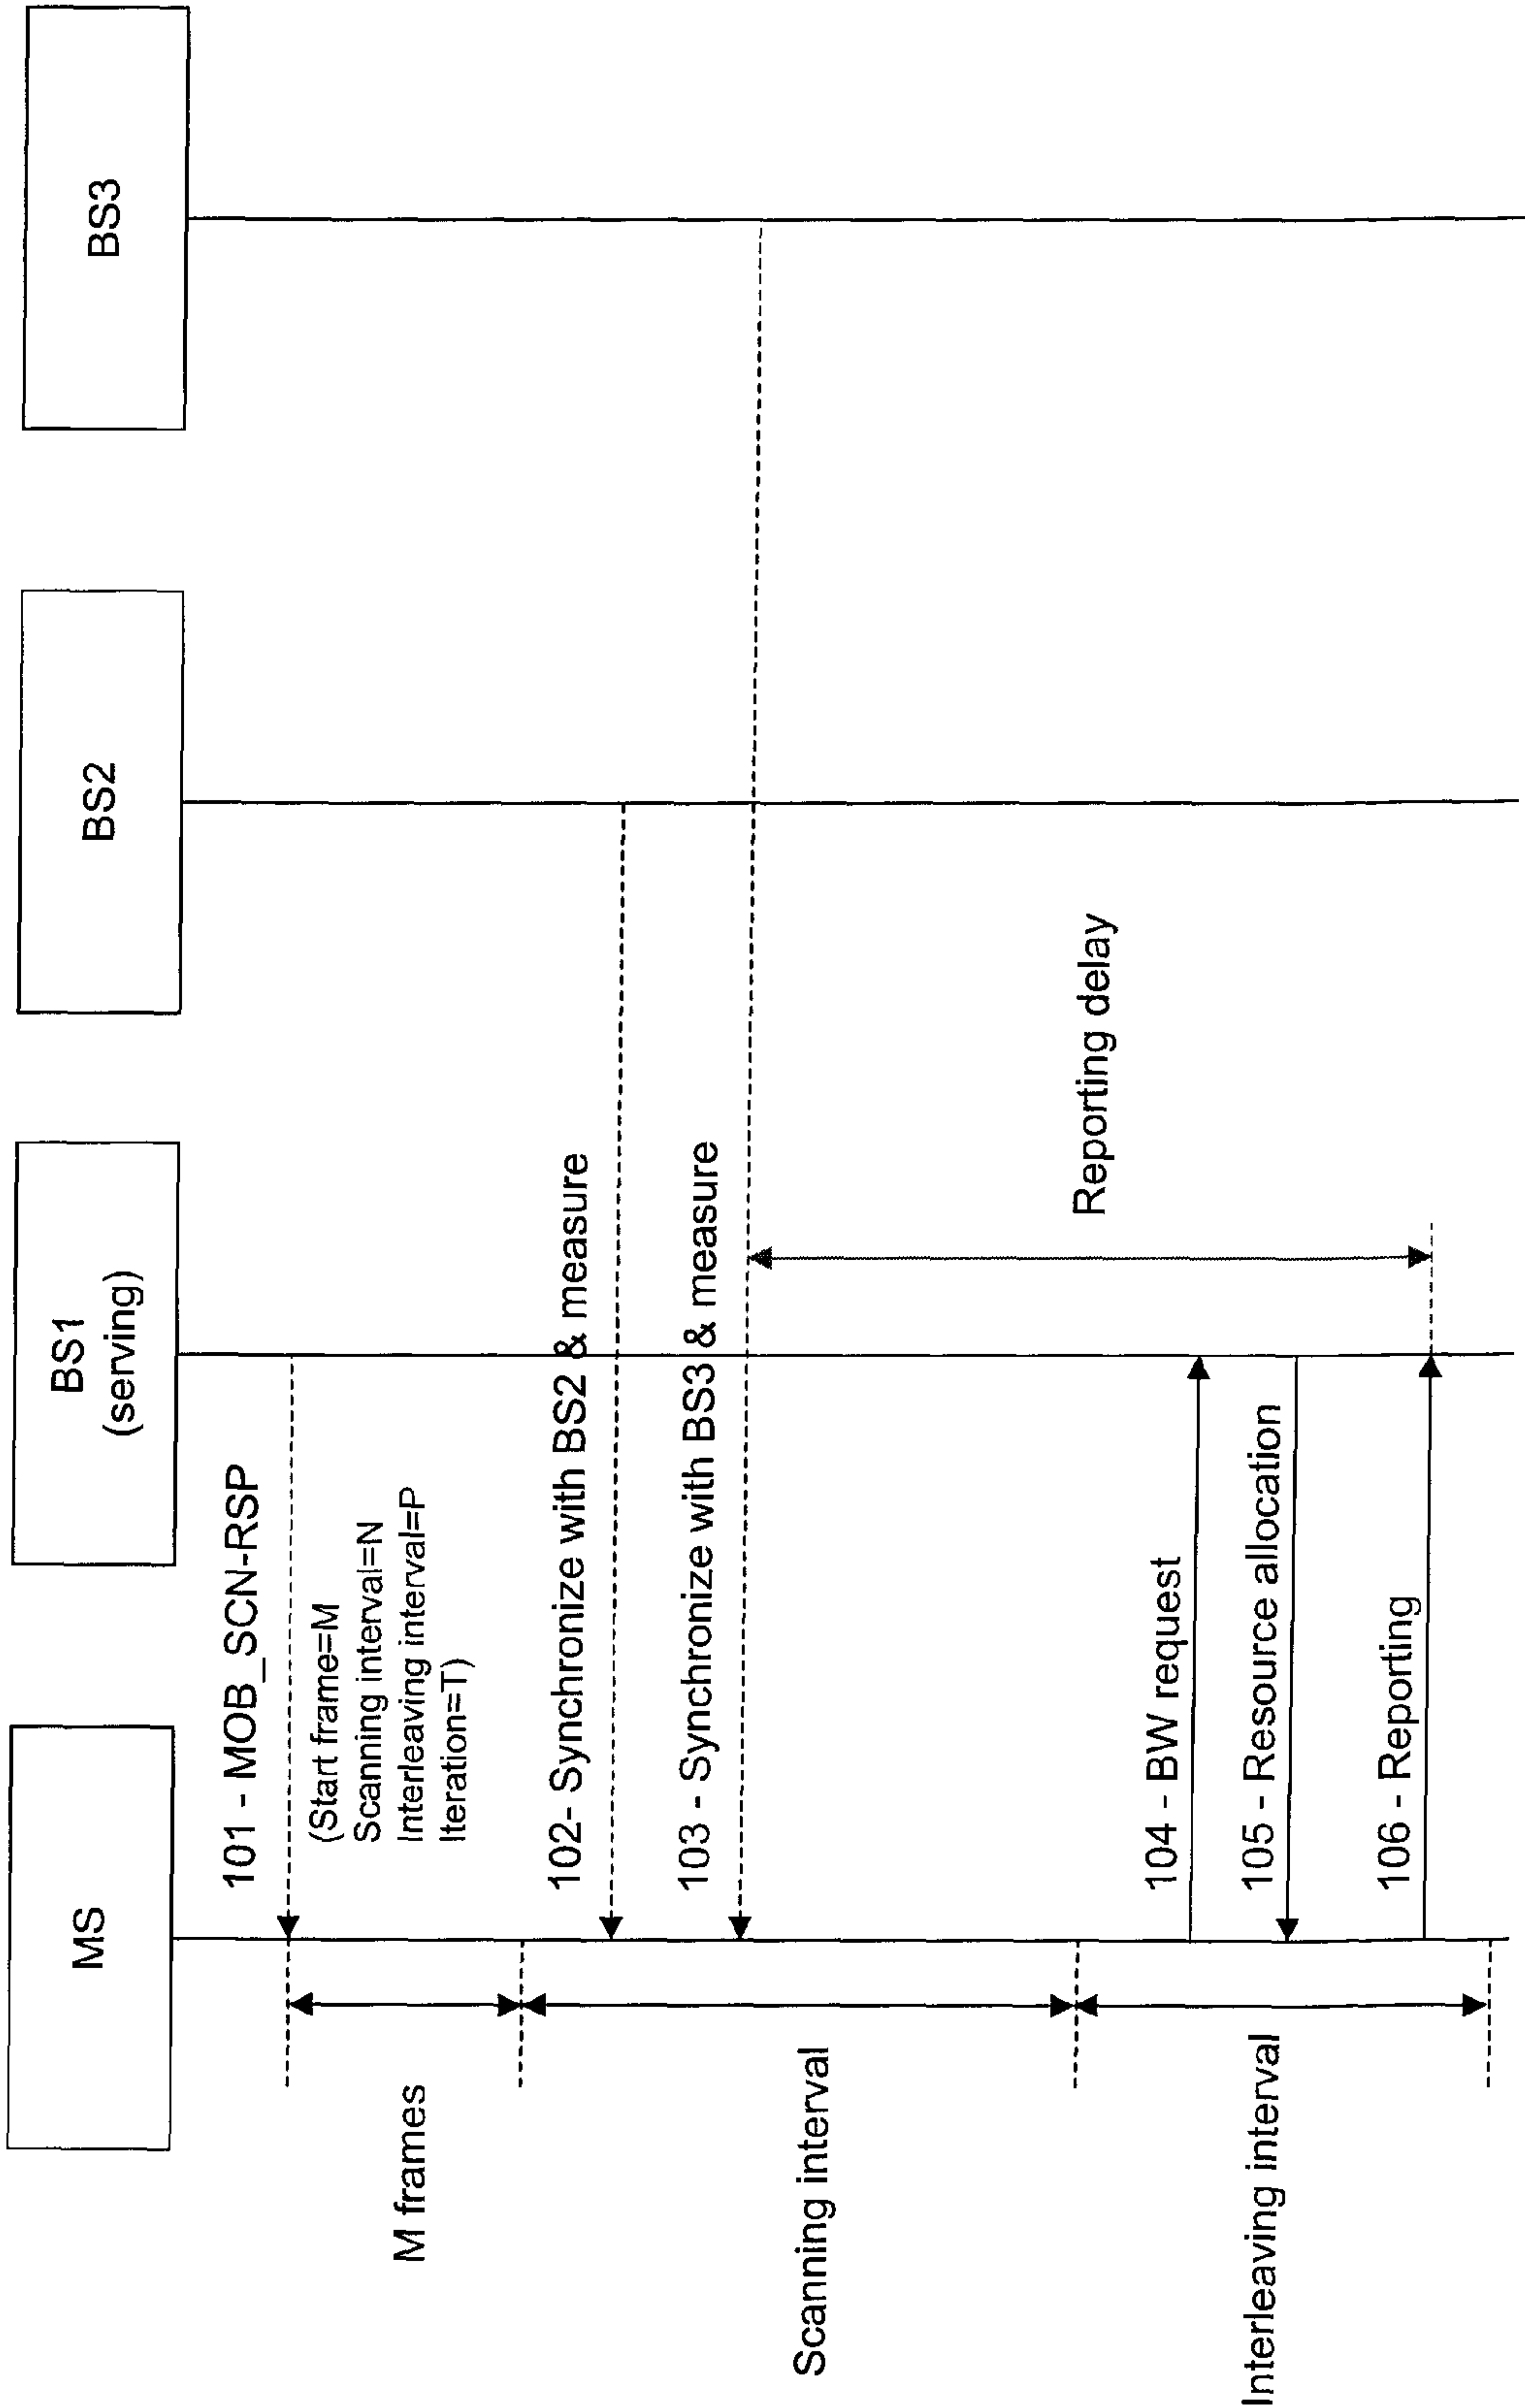 MS
BS1
(serving)
BS2
BS3
101 - MOB_SCN-RSP
(Start frame=M
Scanning interval=N
Interleaving interval=P
Iteration=T)
M frames
102- Synchronize with BS2 & measure
103 - Synchronize with BS3 & measure
Scanning interval
Reporting delay
104 - BW request
105 - Resource allocation
106 - Reporting
Interleaving interval